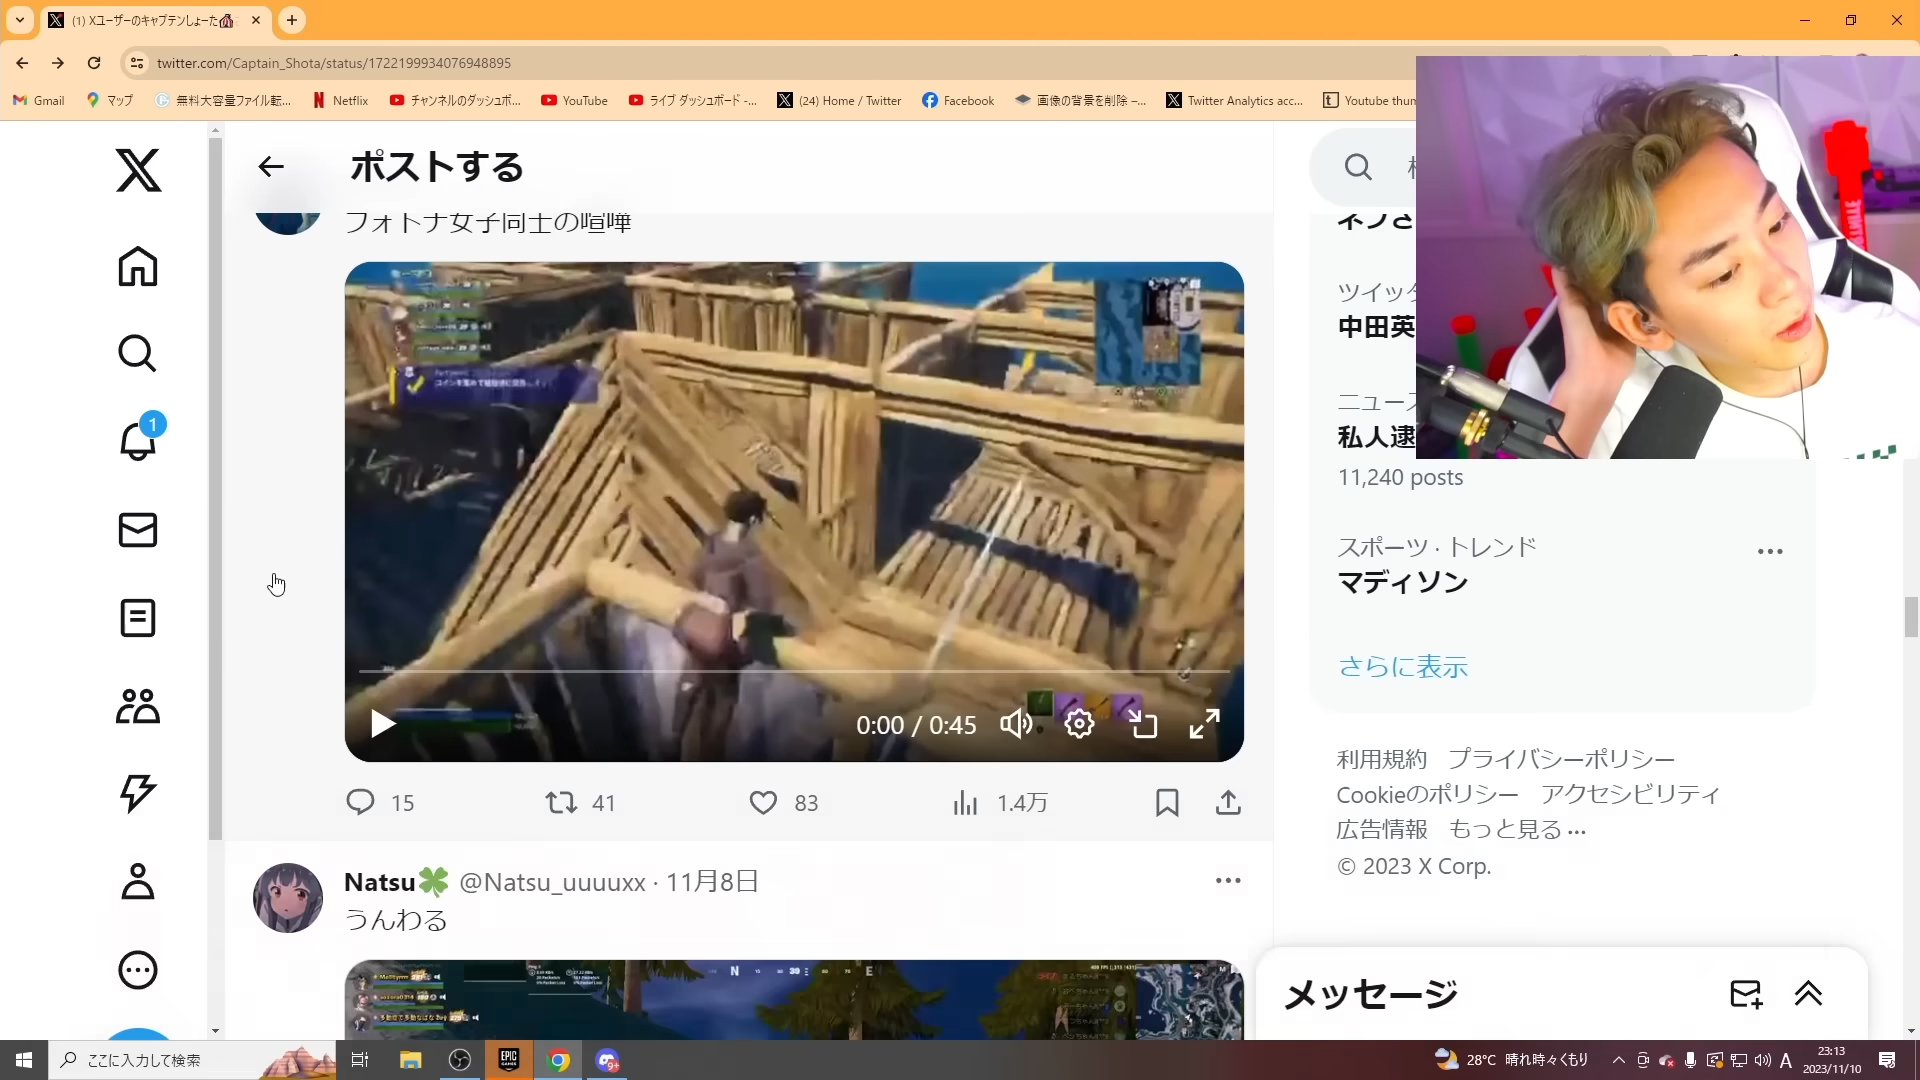 (1) Xユーザーのキャプテンしょーた
twitter.com/Captain_Shota/status/1722199934076948895
Gmail
マップ
無料大容量ファイル転...
Netflix
チャンネルのダッシュボ...
YouTube
ライブ ダッシュボード -...
(24) Home / Twitter
Facebook
画像の背景を削除 –...
Twitter Analytics acc...
Youtube thum
ポストする
フォトナ女子同士の喧嘩
0:00 / 0:45
15
41
83
1.4万
Natsu🍀 @Natsu_uuuuxx · 11月8日
うんわる
N
39
E
1
ツイッタ
中田英
ニュース
私人逮
11,240 posts
スポーツ · トレンド
マディソン
さらに表示
利用規約 プライバシーポリシー
Cookieのポリシー アクセシビリティ
広告情報 もっと見る ...
© 2023 X Corp.
メッセージ
ここに入力して検索
EPIC
GAMES
9+
28°C 晴れ時々くもり
A
23:13
2023/11/10